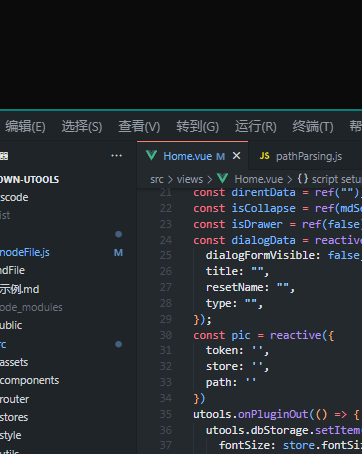 编辑(E) 选择(S) 查看(V) 转到(G) 运行(R) 终端(T) 帮
OWN-UTOOLS
vscode
ist
nodeFile.js M
ndFile
示例.md
ode_modules
ublic
rc
assets
components
router
stores
style
utils
Home.vue M × JS pathParsing.js
src > views > Home.vue > {} script setu
21 const direntData = ref("");
22 const isCollapse = ref(mdSe
23 const isDrawer = ref(false)
24 const dialogData = reactive
25 dialogFormVisible: false,
26 title: "",
27 resetName: "",
28 type: "",
29 });
30 const pic = reactive({
31 token: '',
32 store: '',
33 path: ''
34 })
35 utools.onPluginOut(() => {
36 utools.dbStorage.setItem(
37 fontSize: store.fontSiz